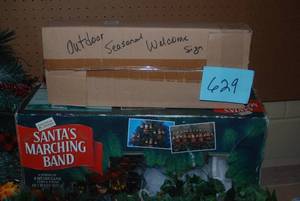 Outdoor Seasonal Welcome
Sign
629
SANTA'S
MARCHING
BAND